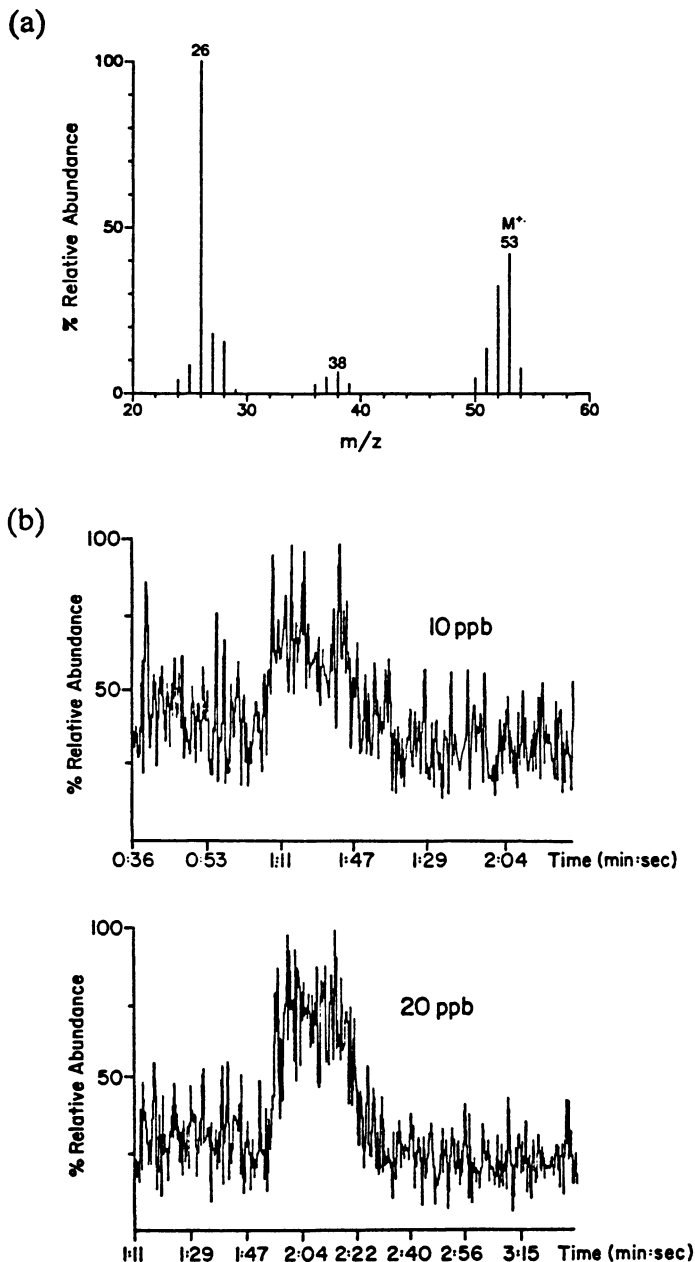 (a)
26
100
% Relative Abundance
M+·
53
50
38
0
20 30 40 50 60
m/z
(b)
100
% Relative Abundance
10 ppb
50
0:36 0:53 1:11 1:47 1:29 2:04 Time (min:sec)
100
% Relative Abundance
20 ppb
50
1:11 1:29 1:47 2:04 2:22 2:40 2:56 3:15 Time (min:sec)